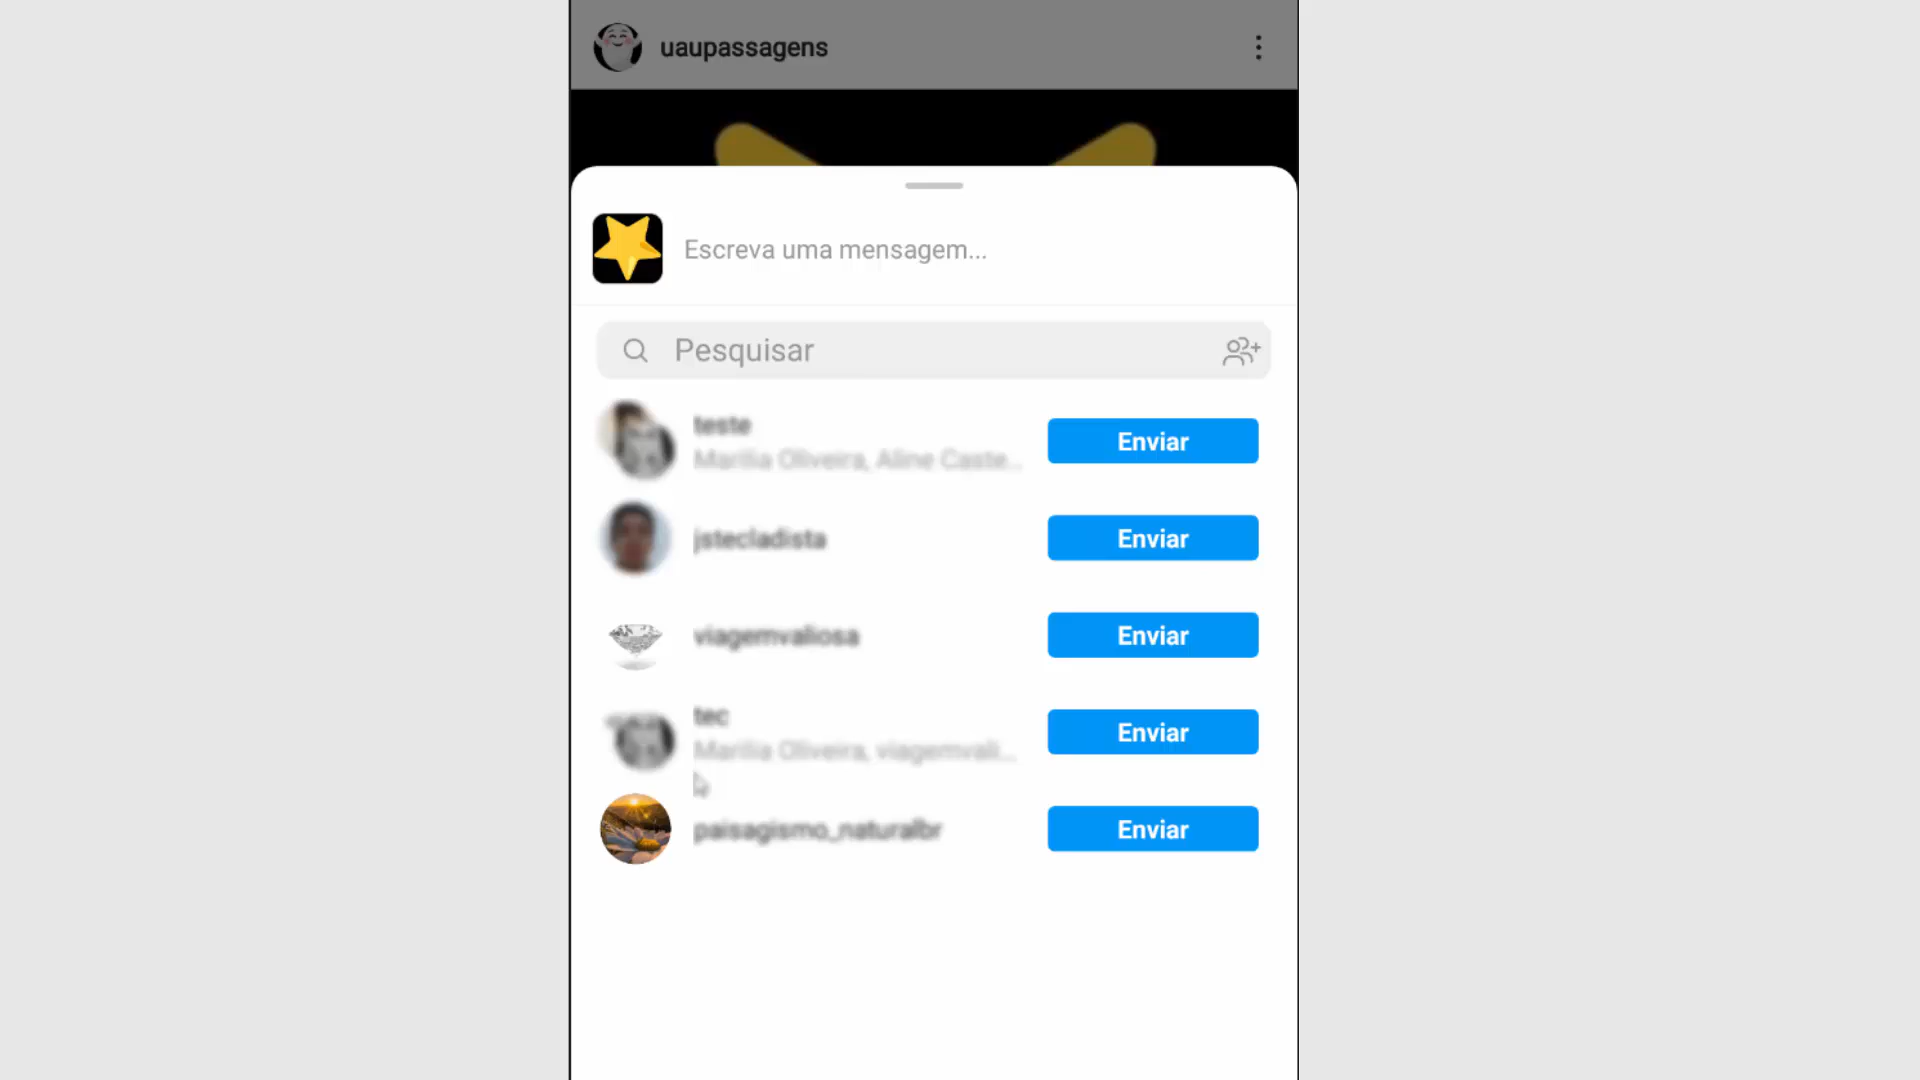 uaupassagens
Escreva uma mensagem...
Pesquisar
teste
Marilia Oliveira, Aline Caste...
Enviar
jstecladista
Enviar
viagemvaliosa
Enviar
tec
Marilia Oliveira, viagemvali...
Enviar
paisagismo_naturalbr
Enviar